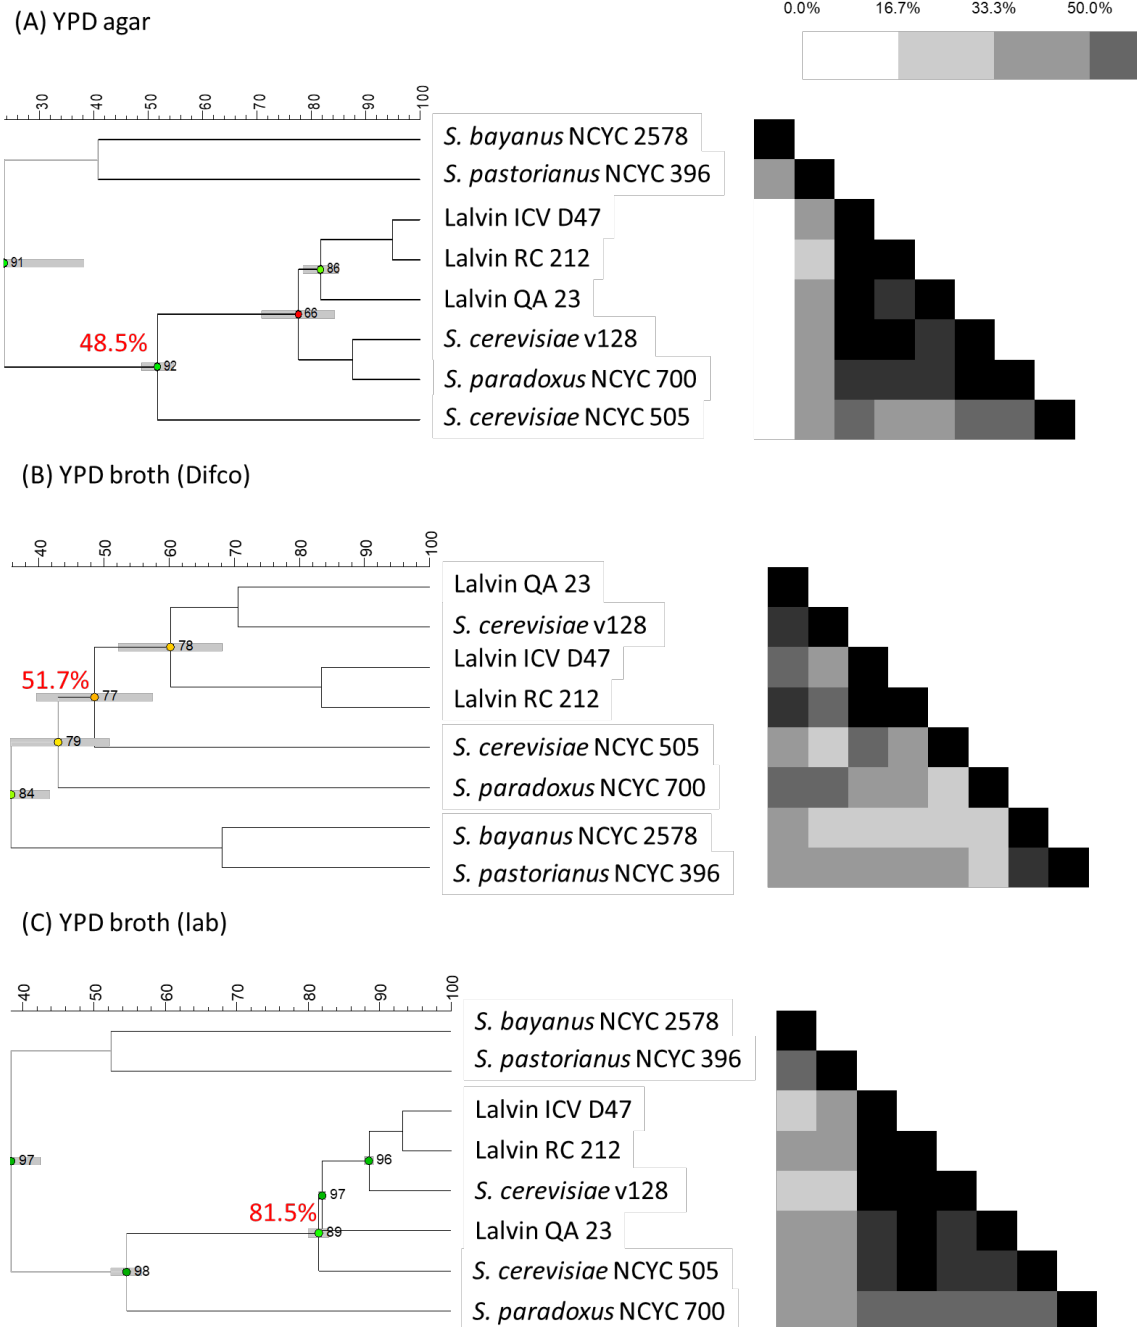 (A) YPD agar
0.0% 16.7% 33.3% 50.0%
30 40 50 60 70 80 90 100
S. bayanus NCYC 2578
S. pastorianus NCYC 396
Lalvin ICV D47
Lalvin RC 212
91
86
Lalvin QA 23
66
S. cerevisiae v128
48.5%
92
S. paradoxus NCYC 700
S. cerevisiae NCYC 505
(B) YPD broth (Difco)
40 50 60 70 80 90 100
Lalvin QA 23
S. cerevisiae v128
78
Lalvin ICV D47
51.7%
77
Lalvin RC 212
79
S. cerevisiae NCYC 505
S. paradoxus NCYC 700
84
S. bayanus NCYC 2578
S. pastorianus NCYC 396
(C) YPD broth (lab)
40 50 60 70 80 90 100
S. bayanus NCYC 2578
S. pastorianus NCYC 396
Lalvin ICV D47
Lalvin RC 212
97
96
S. cerevisiae v128
97
81.5%
89
Lalvin QA 23
98
S. cerevisiae NCYC 505
S. paradoxus NCYC 700